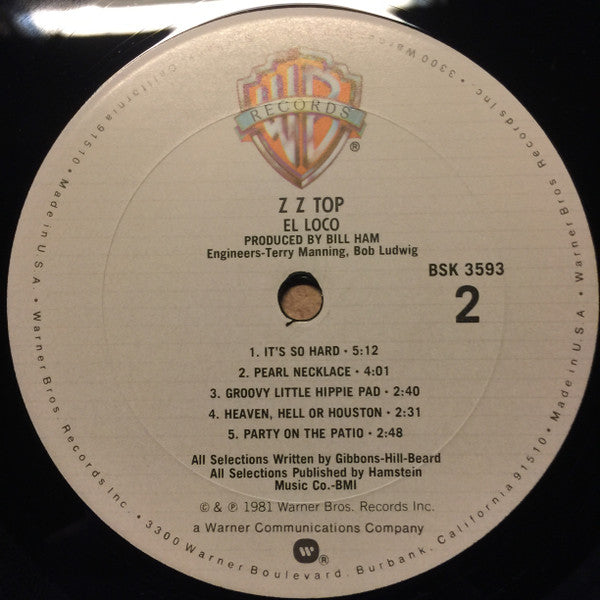 RECORDS
®
Z Z TOP
EL LOCO
PRODUCED BY BILL HAM
Engineers-Terry Manning, Bob Ludwig
BSK 3593
2
1. IT'S SO HARD • 5:12
2. PEARL NECKLACE • 4:01
3. GROOVY LITTLE HIPPIE PAD • 2:40
4. HEAVEN, HELL OR HOUSTON • 2:31
5. PARTY ON THE PATIO • 2:48
All Selections Written by Gibbons-Hill-Beard
All Selections Published by Hamstein
Music Co.-BMI
© & ℗ 1981 Warner Bros. Records Inc.
a Warner Communications Company
®
Made in U.S.A. • Warner Bros. Records Inc. • 3300 Warner Boulevard, Burbank, California 91510 • Made in U.S.A. • Warner Bros Records Inc. • 3300 Warner
California 91510 •